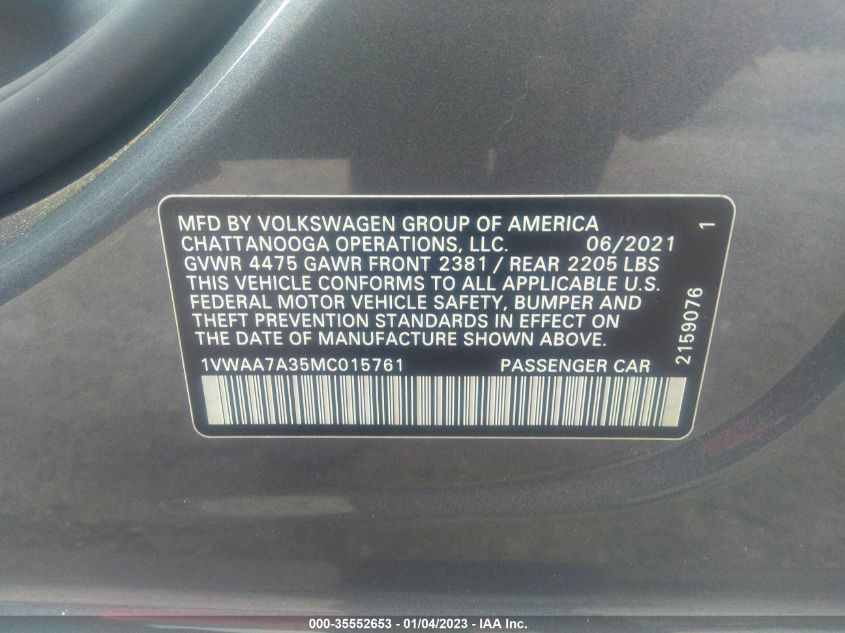 MFD BY VOLKSWAGEN GROUP OF AMERICA
CHATTANOOGA OPERATIONS, LLC. 06/2021
GVWR 4475 GAWR FRONT 2381 / REAR 2205 LBS
THIS VEHICLE CONFORMS TO ALL APPLICABLE U.S.
FEDERAL MOTOR VEHICLE SAFETY, BUMPER AND
THEFT PREVENTION STANDARDS IN EFFECT ON
THE DATE OF MANUFACTURE SHOWN ABOVE.
1VWAA7A35MC015761 PASSENGER CAR
2159076 1
000-35552653 - 01/04/2023 - IAA Inc.